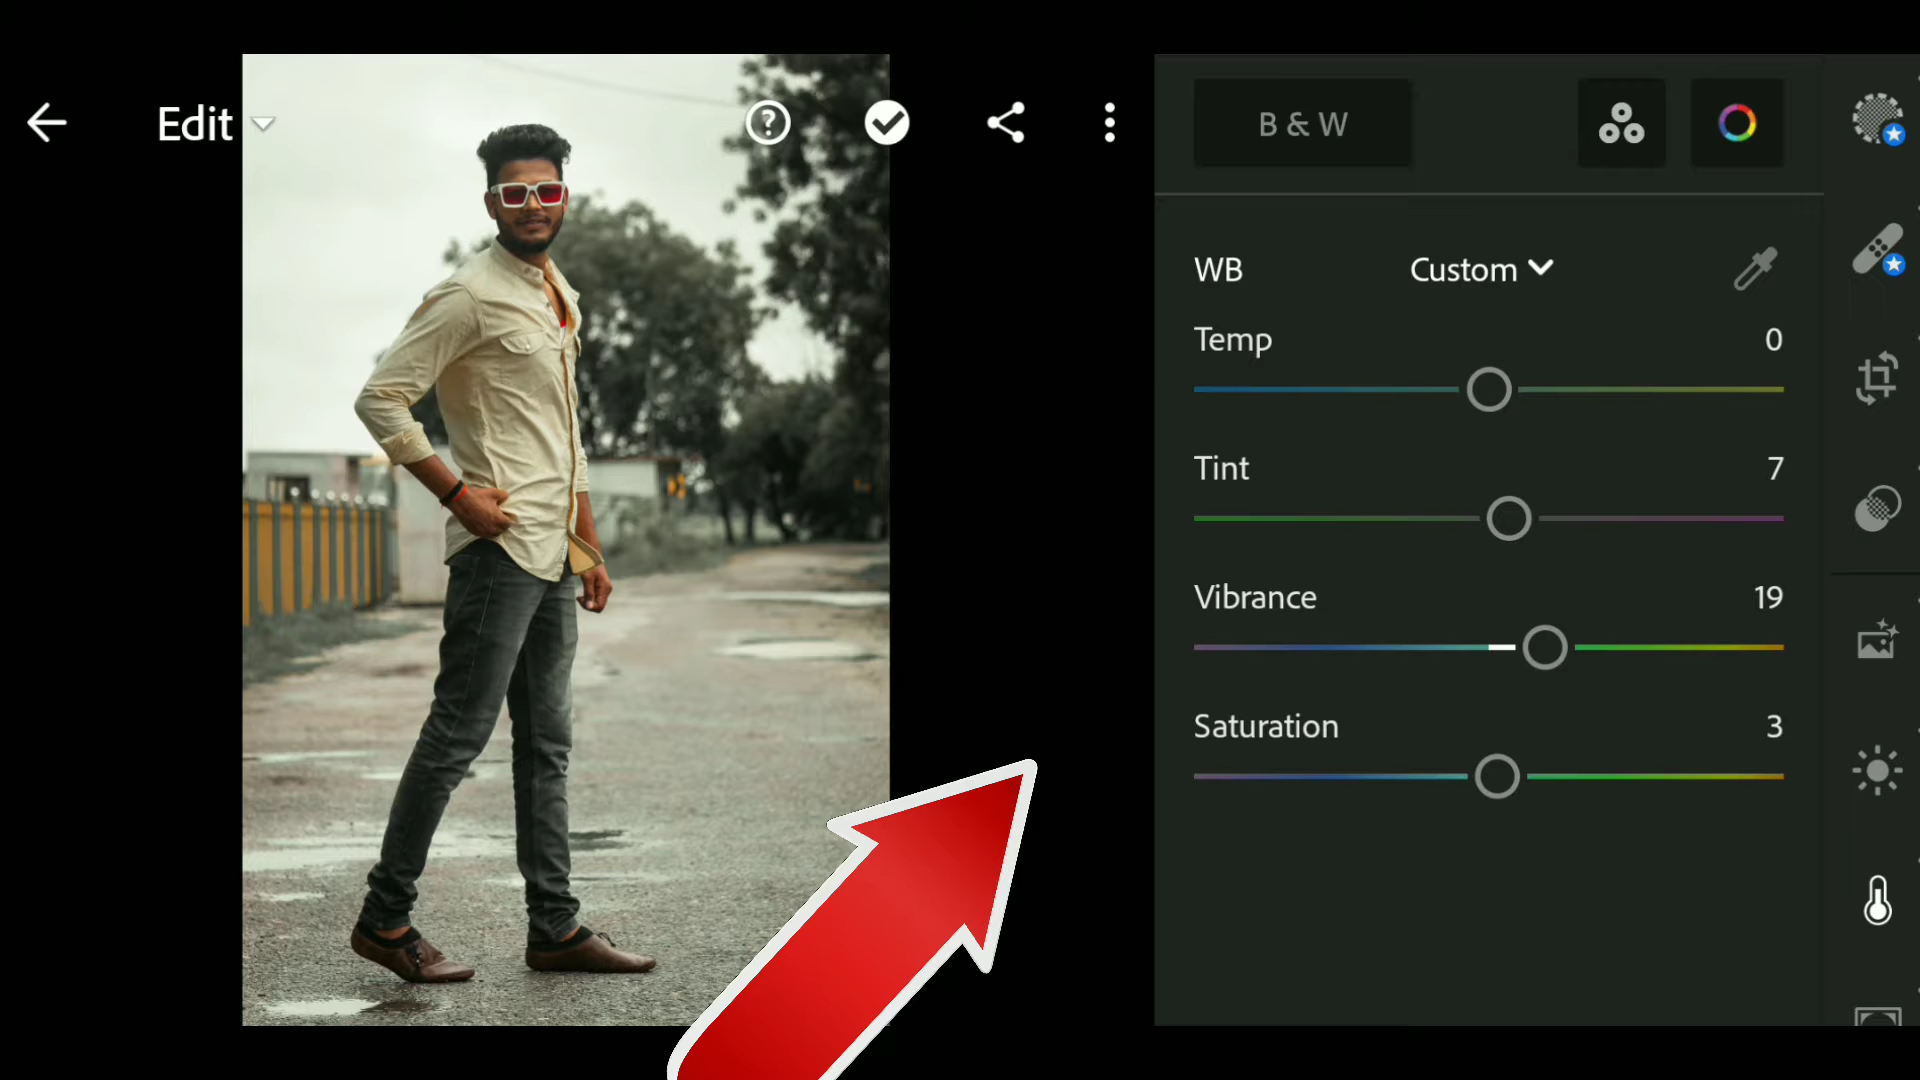 Edit
?
B & W
WB Custom
Temp 0
Tint 7
Vibrance 19
Saturation 3